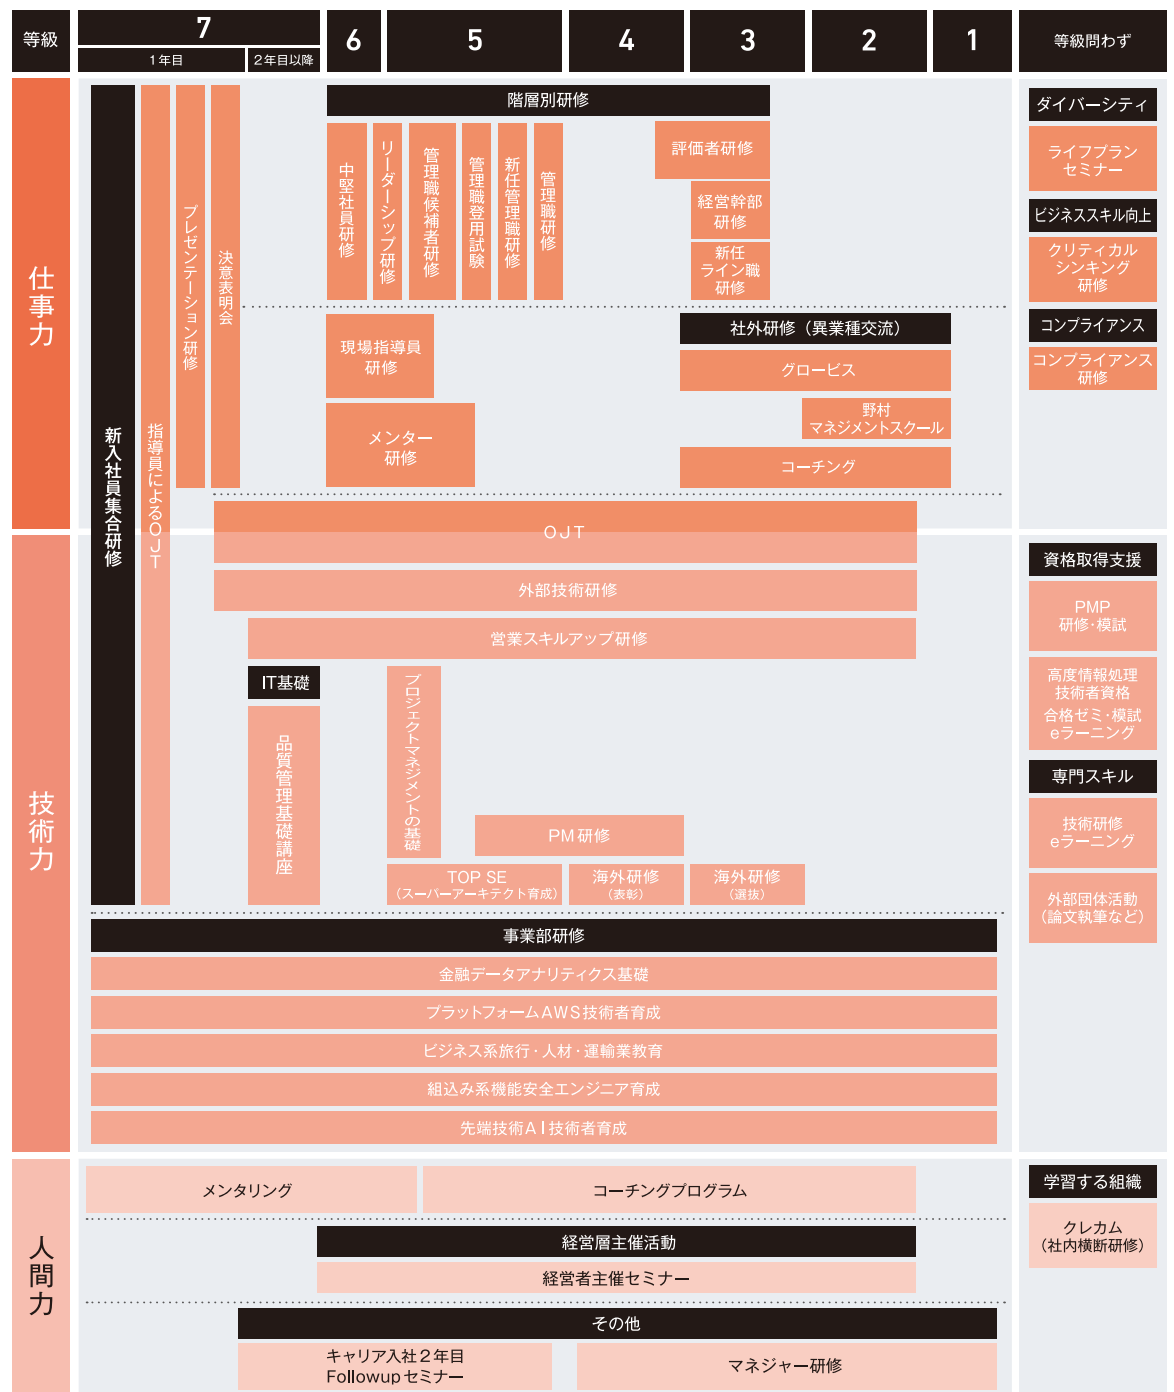 等級
7
1年目
2年目以降
6
5
4
3
2
1
等級問わず
仕事力
新入社員集合研修
指導員によるOJT
プレゼンテーション研修
決意表明会
階層別研修
中堅社員研修
リーダーシップ研修
管理職候補者研修
管理職登用試験
新任管理職研修
管理職研修
評価者研修
経営幹部
研修
新任
ライン職
研修
現場指導員
研修
メンター
研修
社外研修（異業種交流）
グロービス
野村
マネジメントスクール
コーチング
ダイバーシティ
ライフプラン
セミナー
ビジネススキル向上
クリティカル
シンキング
研修
コンプライアンス
コンプライアンス
研修
OJT
技術力
外部技術研修
営業スキルアップ研修
IT基礎
品質管理基礎講座
プロジェクトマネジメントの基礎
PM研修
TOP SE
（スーパーアーキテクト育成）
海外研修
（表彰）
海外研修
（選抜）
事業部研修
金融データアナリティクス基礎
プラットフォームAWS技術者育成
ビジネス系旅行・人材・運輸業教育
組込み系機能安全エンジニア育成
先端技術AI技術者育成
資格取得支援
PMP
研修・模試
高度情報処理
技術者資格
合格ゼミ・模試
eラーニング
専門スキル
技術研修
eラーニング
外部団体活動
（論文執筆など）
人間力
メンタリング
コーチングプログラム
経営層主催活動
経営者主催セミナー
その他
キャリア入社2年目
Followupセミナー
マネジャー研修
学習する組織
クレカム
（社内横断研修）